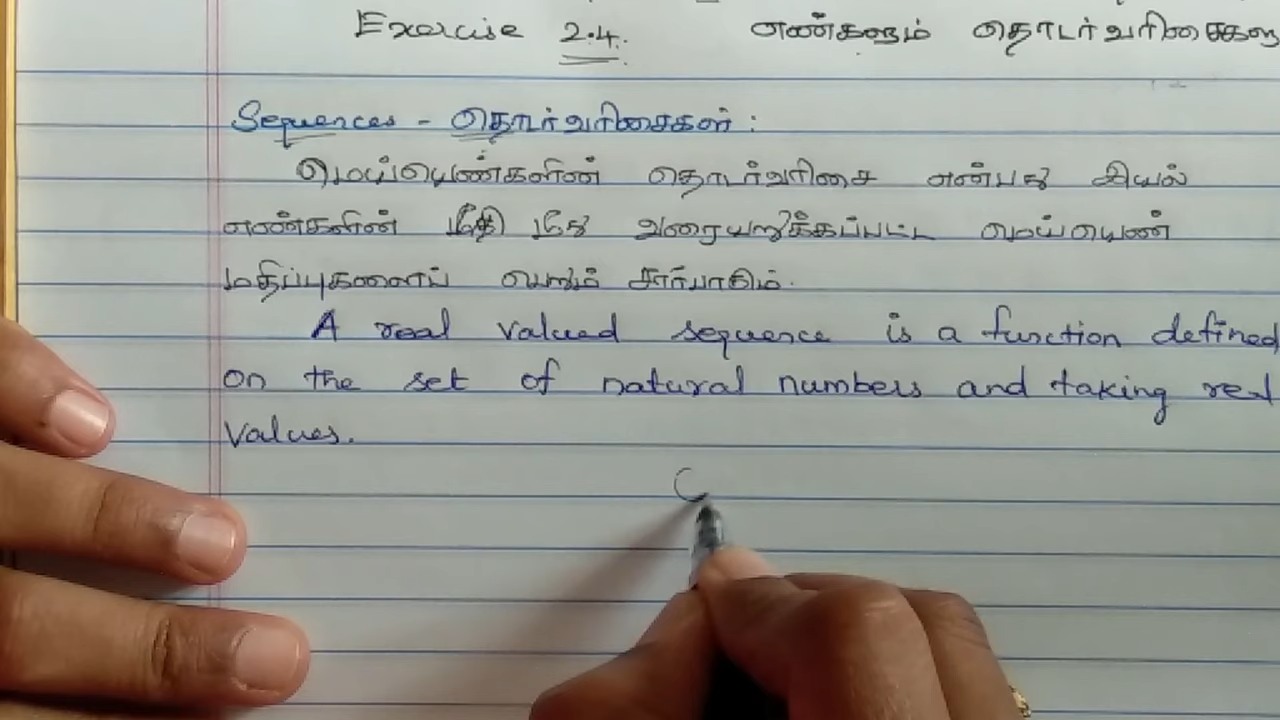 Exercise 2.4. எண்களும் தொடர்வரிசைகளு
Sequences - தொடர்வரிசைகள் :
மெய்யெண்களின் தொடர்வரிசை என்பது இயல்
எண்களின் மீது வரையறுக்கப்பட்ட மெய்யெண்
மதிப்புகளைப் பெறும் சார்பாகும்.
A real valued sequence is a function defined
on the set of natural numbers and taking real
values.